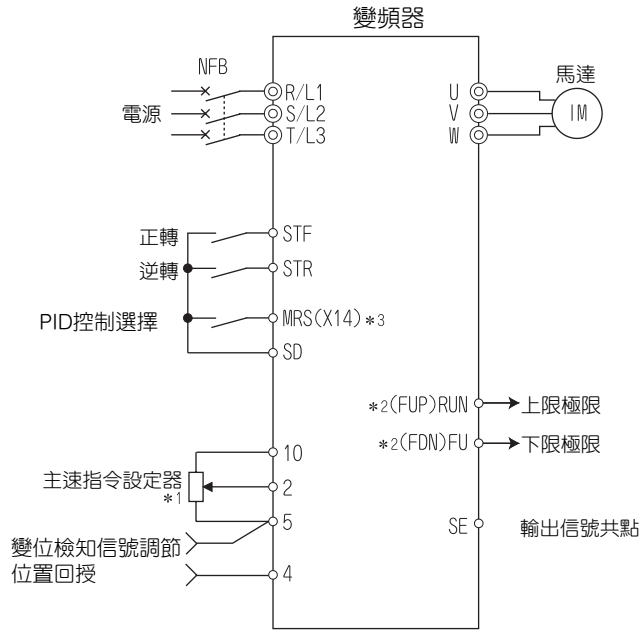 變頻器
NFB
電源
R/L1
S/L2
T/L3
U
V
W
馬達
IM
正轉
STF
逆轉
STR
PID控制選擇
MRS(X14)*3
SD
*2(FUP)RUN
上限極限
*2(FDN)FU
下限極限
主速指令設定器
*1
10
2
5
SE
輸出信號共點
變位檢知信號調節
位置回授
4